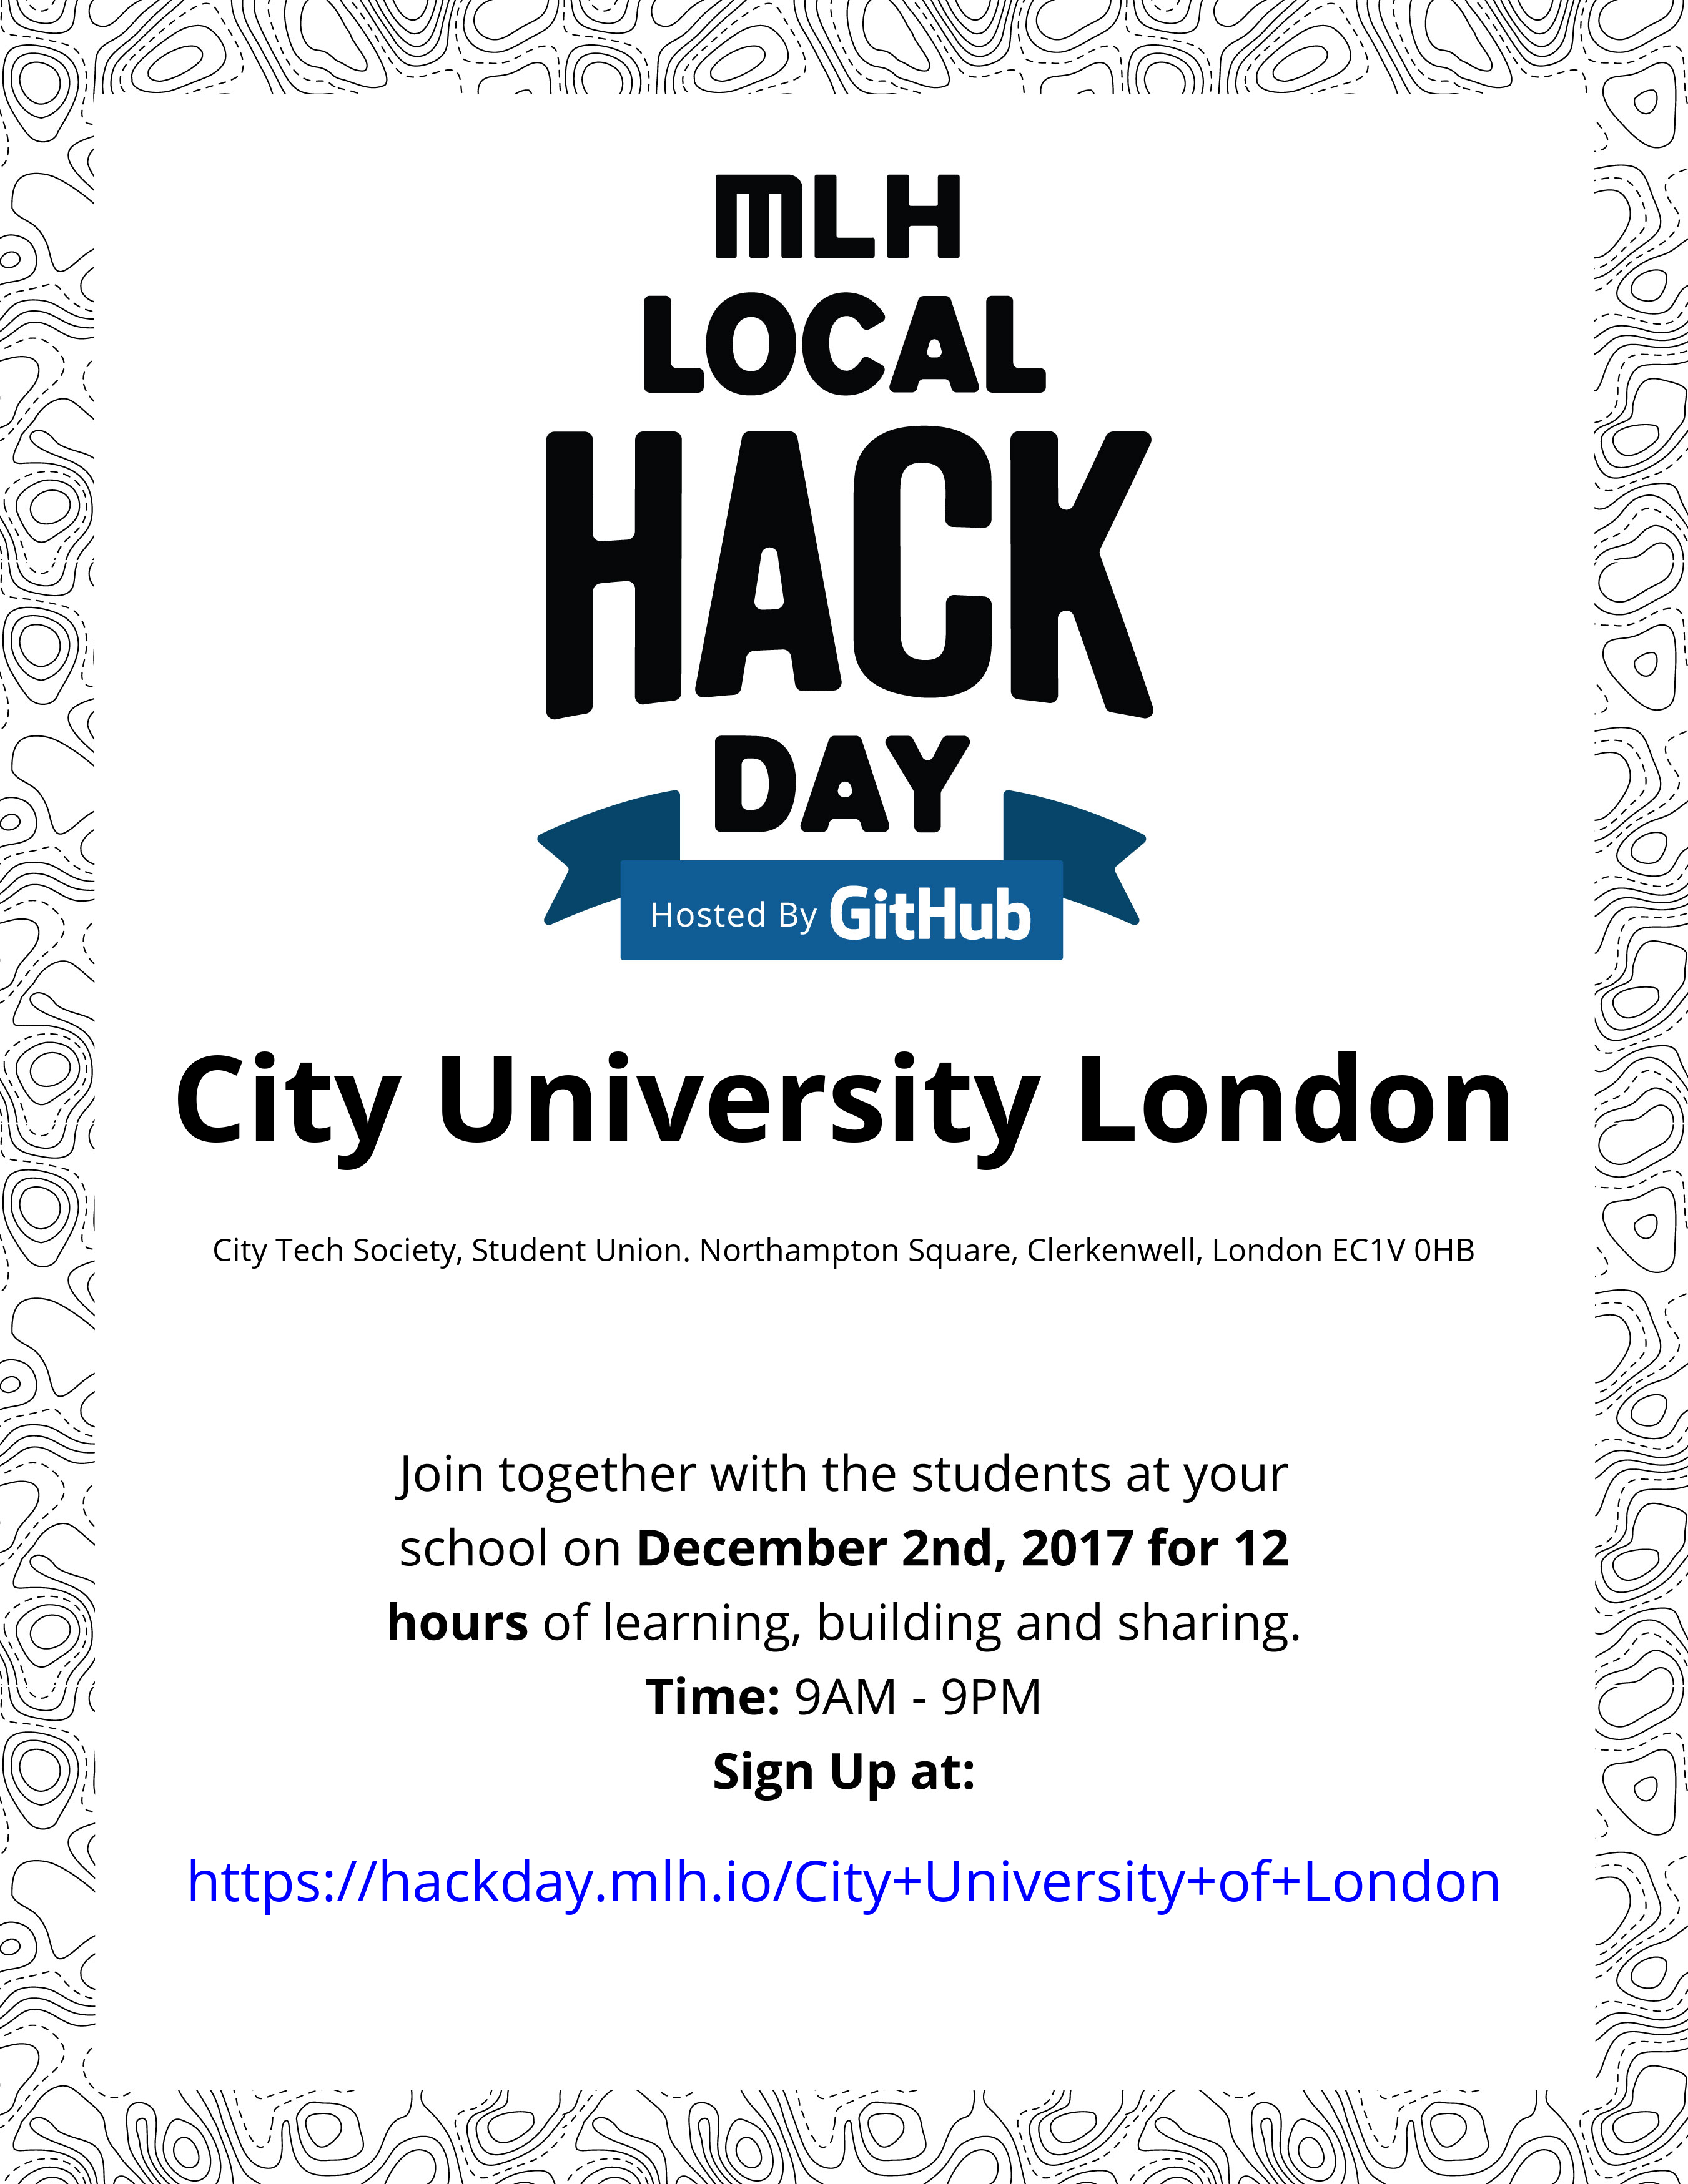 MLH
LOCAL
HACK
DAY
Hosted By GitHub
City University London
City Tech Society, Student Union. Northampton Square, Clerkenwell, London EC1V 0HB
Join together with the students at your
school on December 2nd, 2017 for 12
hours of learning, building and sharing.
Time: 9AM - 9PM
Sign Up at:
https://hackday.mlh.io/City+University+of+London